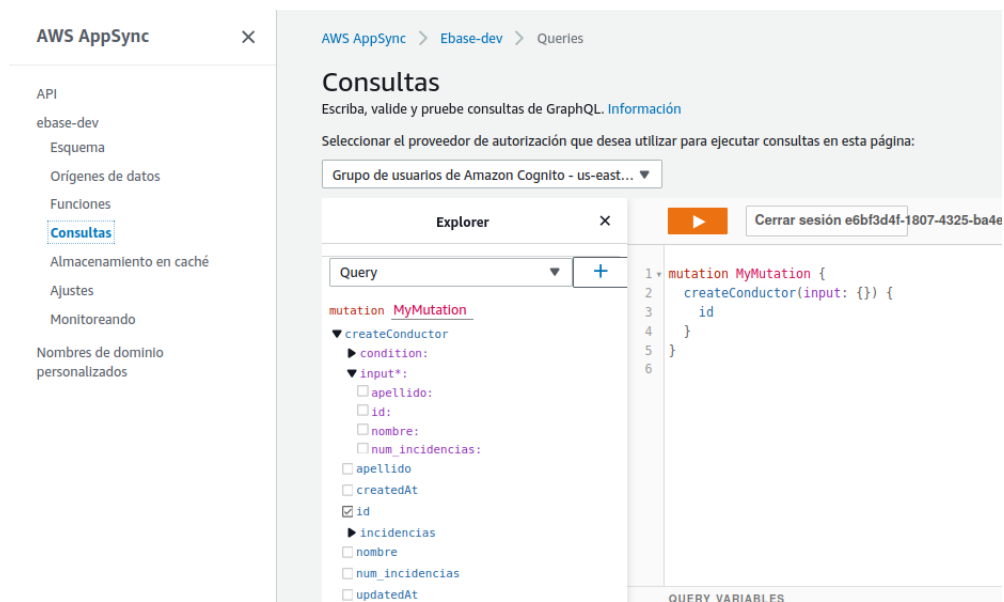 AWS AppSync
API
ebase-dev
Esquema
Orígenes de datos
Funciones
Consultas
Almacenamiento en caché
Ajustes
Monitoreando
Nombres de dominio
personalizados
AWS AppSync > Ebase-dev > Queries
Consultas
Escriba, valide y pruebe consultas de GraphQL. Información
Seleccionar el proveedor de autorización que desea utilizar para ejecutar consultas en esta página:
Grupo de usuarios de Amazon Cognito - us-east...
Explorer
Query
mutation MyMutation
createConductor
condition:
input*:
apellido:
id:
nombre:
num_incidencias:
apellido
createdAt
id
incidencias
nombre
num_incidencias
updatedAt
Cerrar sesión e6bf3d4f-1807-4325-ba4e
1 mutation MyMutation {
2 createConductor(input: {}) {
3 id
4 }
5 }
6
QUERY VARIABLES